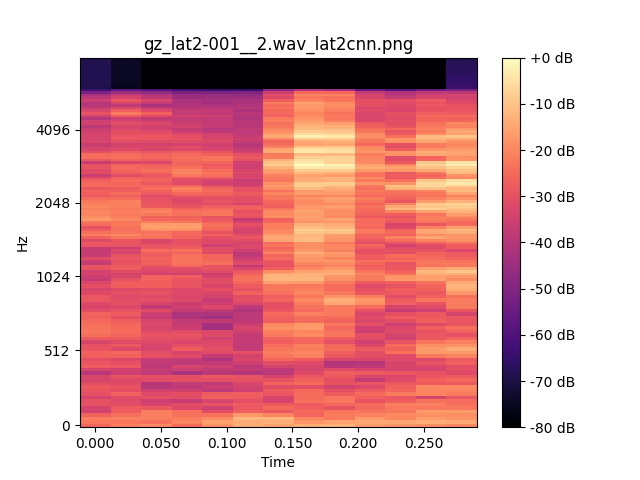 gz_lat2-001__2.wav_lat2cnn.png
Hz
4096
2048
1024
512
0
0.000 0.050 0.100 0.150 0.200 0.250
Time
+0 dB
-10 dB
-20 dB
-30 dB
-40 dB
-50 dB
-60 dB
-70 dB
-80 dB